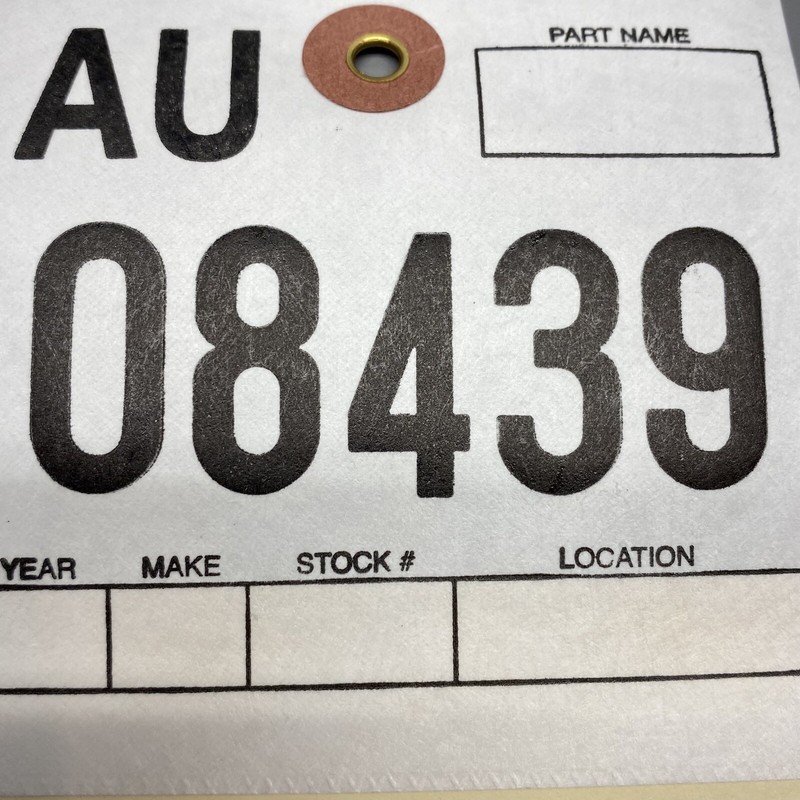 AU
PART NAME
08439
YEAR MAKE STOCK # LOCATION